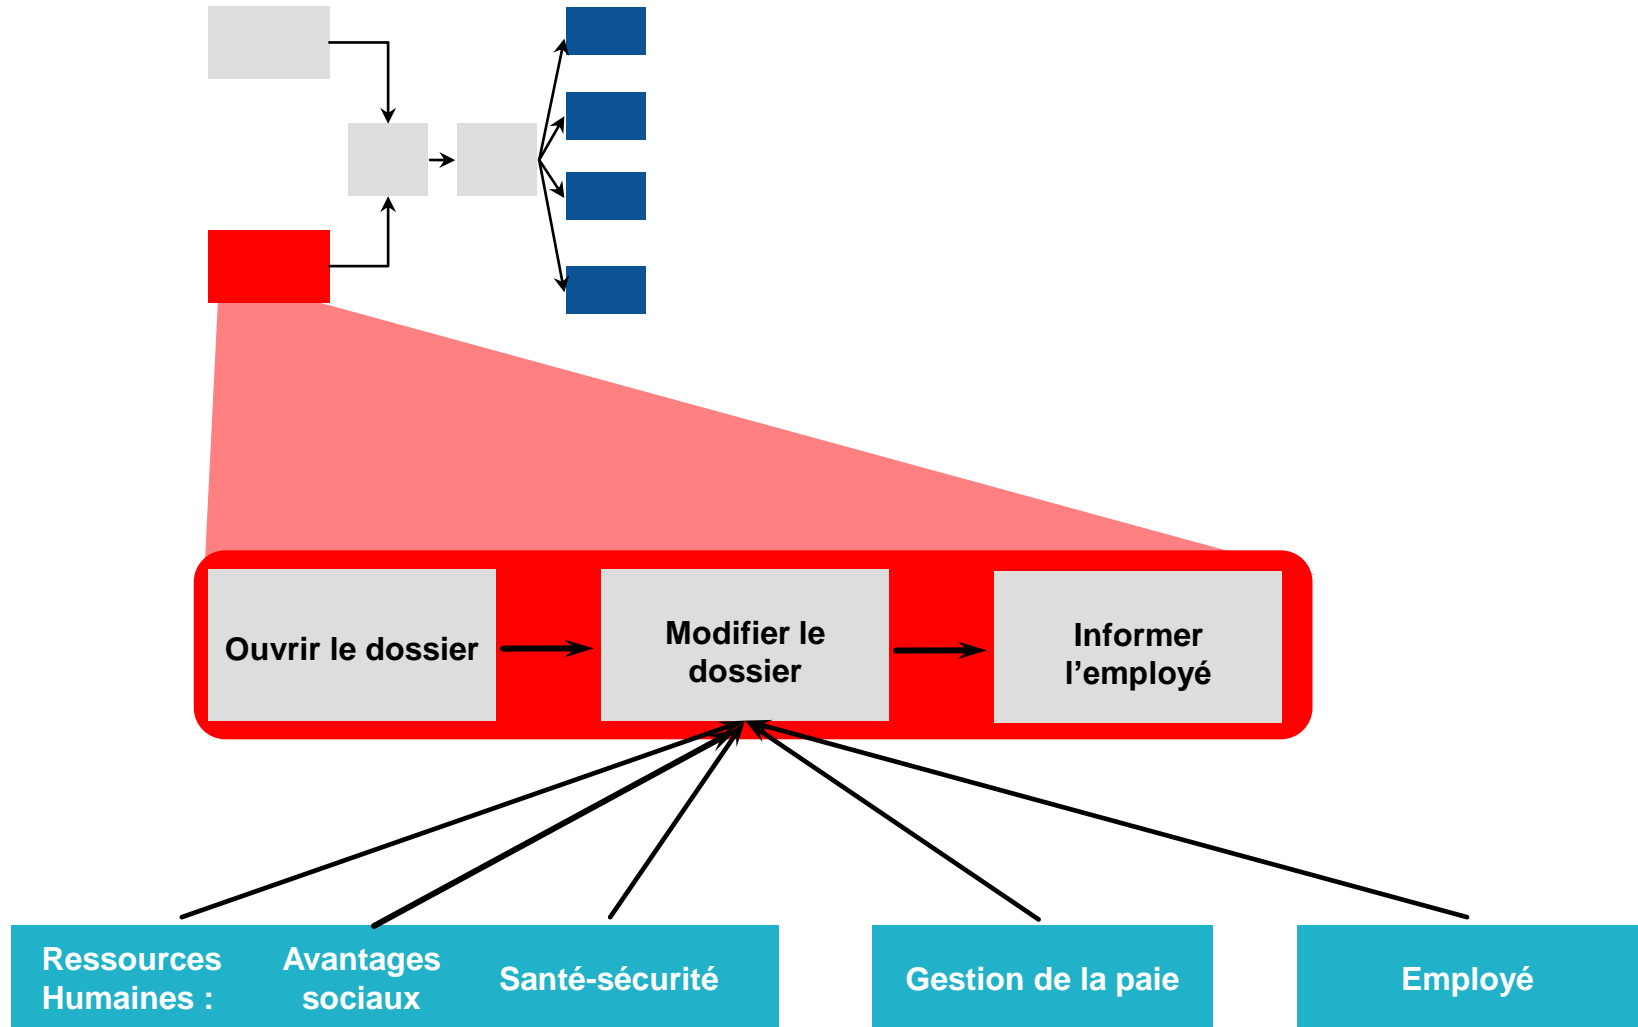 Ouvrir le dossier
Modifier le
dossier
Informer
l’employé
Ressources
Humaines :
Avantages
sociaux
Santé-sécurité
Gestion de la paie
Employé